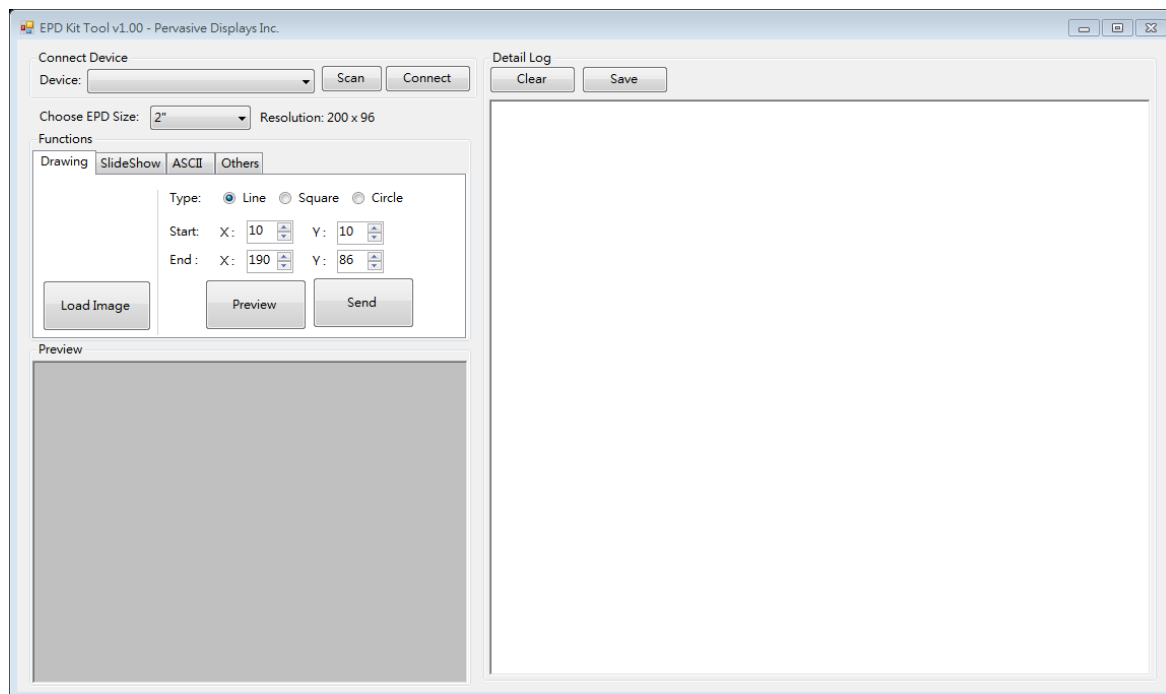 EPD Kit Tool v1.00 - Pervasive Displays Inc.
Connect Device
Device: Scan Connect
Choose EPD Size: 2" Resolution: 200 x 96
Functions
Drawing SlideShow ASCII Others
Type: Line Square Circle
Start: X: 10 Y: 10
End : X: 190 Y: 86
Load Image Preview Send
Preview
Detail Log
Clear Save